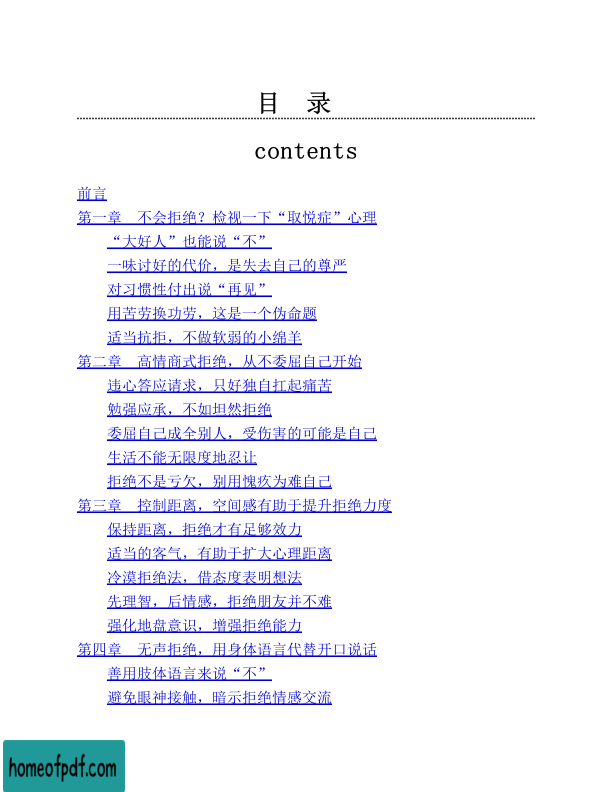 目 录
contents
前言
第一章 不会拒绝？检视一下“取悦症”心理
“大好人”也能说“不”
一味讨好的代价，是失去自己的尊严
对习惯性付出说“再见”
用苦劳换功劳，这是一个伪命题
适当抗拒，不做软弱的小绵羊
第二章 高情商式拒绝，从不委屈自己开始
违心答应请求，只好独自扛起痛苦
勉强应承，不如坦然拒绝
委屈自己成全别人，受伤害的可能是自己
生活不能无限度地忍让
拒绝不是亏欠，别用愧疚为难自己
第三章 控制距离，空间感有助于提升拒绝力度
保持距离，拒绝才有足够效力
适当的客气，有助于扩大心理距离
冷漠拒绝法，借态度表明想法
先理智，后情感，拒绝朋友并不难
强化地盘意识，增强拒绝能力
第四章 无声拒绝，用身体语言代替开口说话
善用肢体语言来说“不”
避免眼神接触，暗示拒绝情感交流
homeofpdf.com